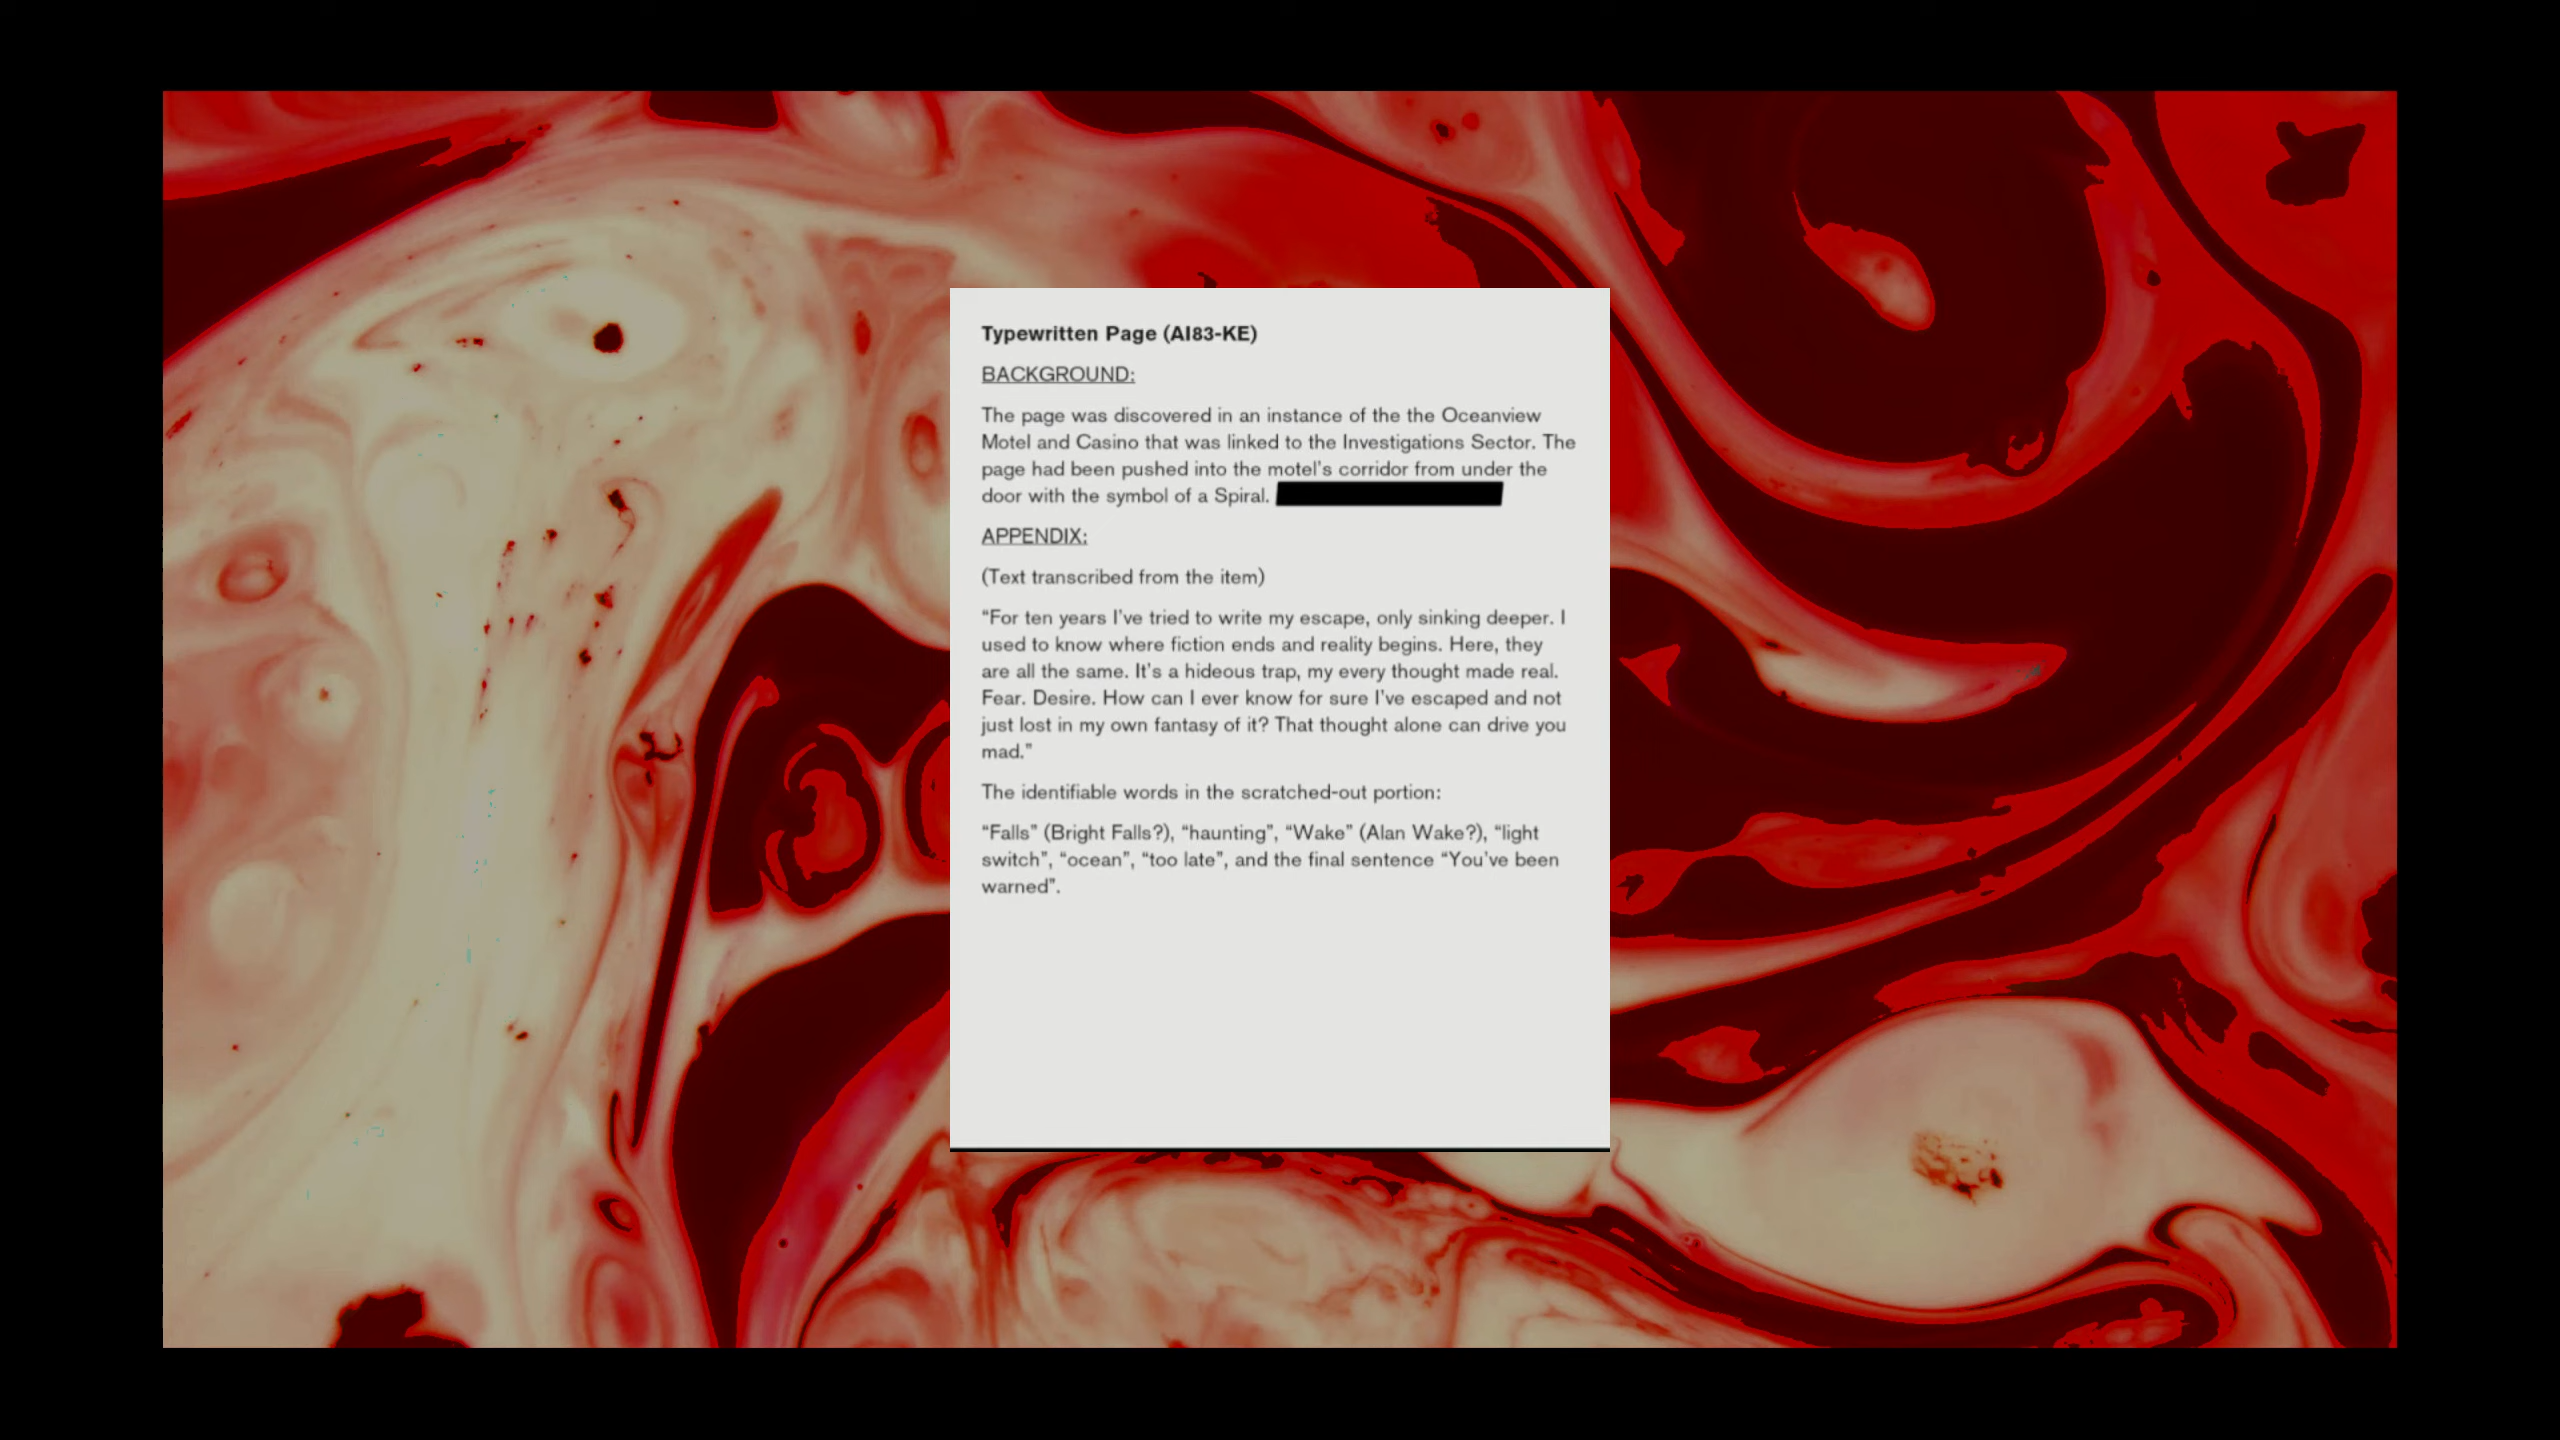 Typewritten Page (AI83-KE)
BACKGROUND:
The page was discovered in an instance of the the Oceanview
Motel and Casino that was linked to the Investigations Sector. The
page had been pushed into the motel's corridor from under the
door with the symbol of a Spiral.
APPENDIX:
(Text transcribed from the item)
“For ten years I've tried to write my escape, only sinking deeper. I
used to know where fiction ends and reality begins. Here, they
are all the same. It's a hideous trap, my every thought made real.
Fear. Desire. How can I ever know for sure I've escaped and not
just lost in my own fantasy of it? That thought alone can drive you
mad.”
The identifiable words in the scratched-out portion:
“Falls” (Bright Falls?), “haunting”, “Wake” (Alan Wake?), “light
switch”, “ocean”, “too late”, and the final sentence “You've been
warned”.